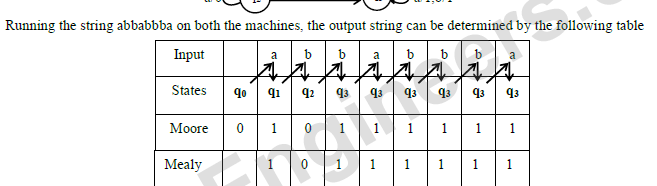 Running the string abbabbba on both the machines, the output string can be determined by the following table
Input a b b a b b b a
States q0 q1 q2 q3 q3 q3 q3 q3 q3
Moore 0 1 0 1 1 1 1 1 1
Mealy 1 0 1 1 1 1 1 1